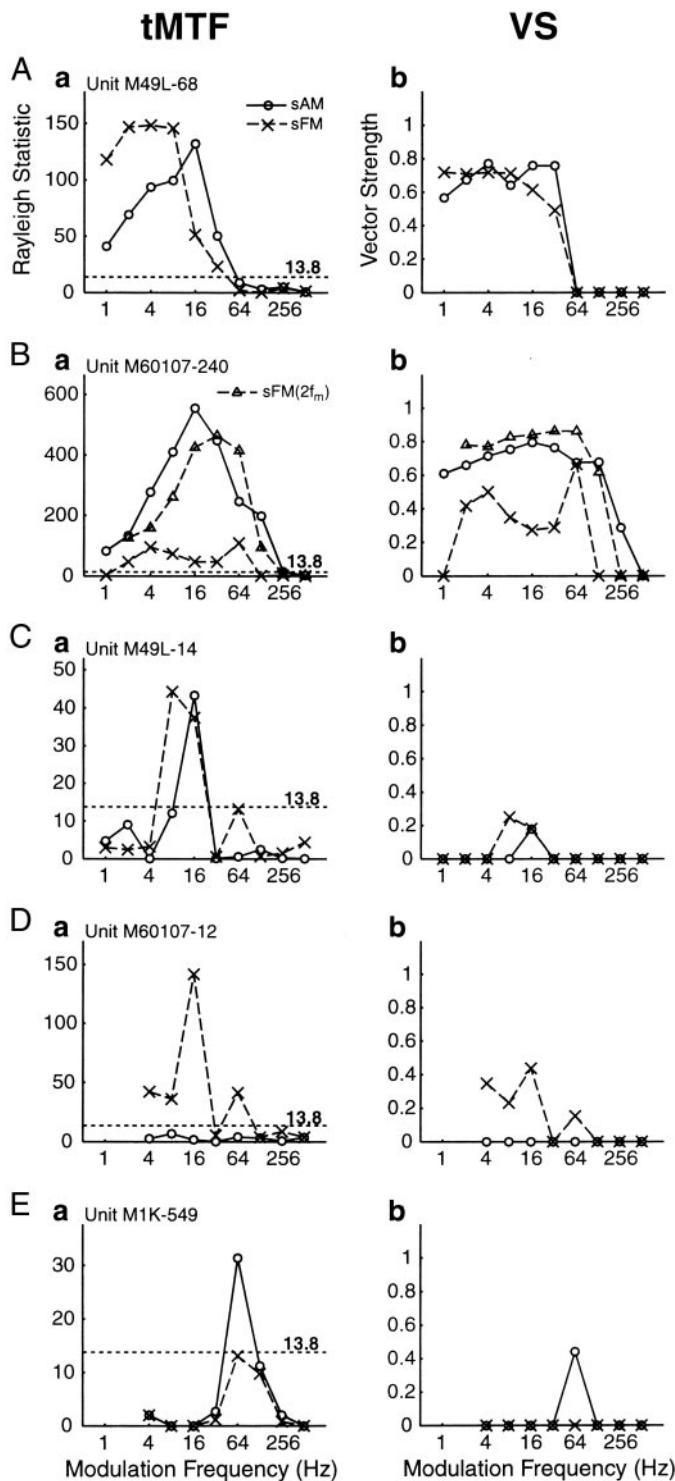 tMTF VS
A a Unit M49L-68 b
sAM
sFM
Rayleigh Statistic
150
100
50
0
13.8
1 4 16 64 256
Vector Strength
1
0.8
0.6
0.4
0.2
0
1 4 16 64 256
B a Unit M60107-240 b
sFM(2fm)
600
400
200
0
13.8
1 4 16 64 256
1
0.8
0.6
0.4
0.2
0
1 4 16 64 256
C a Unit M49L-14 b
50
40
30
20
10
0
13.8
1 4 16 64 256
1
0.8
0.6
0.4
0.2
0
1 4 16 64 256
D a Unit M60107-12 b
150
100
50
0
13.8
1 4 16 64 256
1
0.8
0.6
0.4
0.2
0
1 4 16 64 256
E a Unit M1K-549 b
30
20
10
0
13.8
1 4 16 64 256
1
0.8
0.6
0.4
0.2
0
1 4 16 64 256
Modulation Frequency (Hz) Modulation Frequency (Hz)